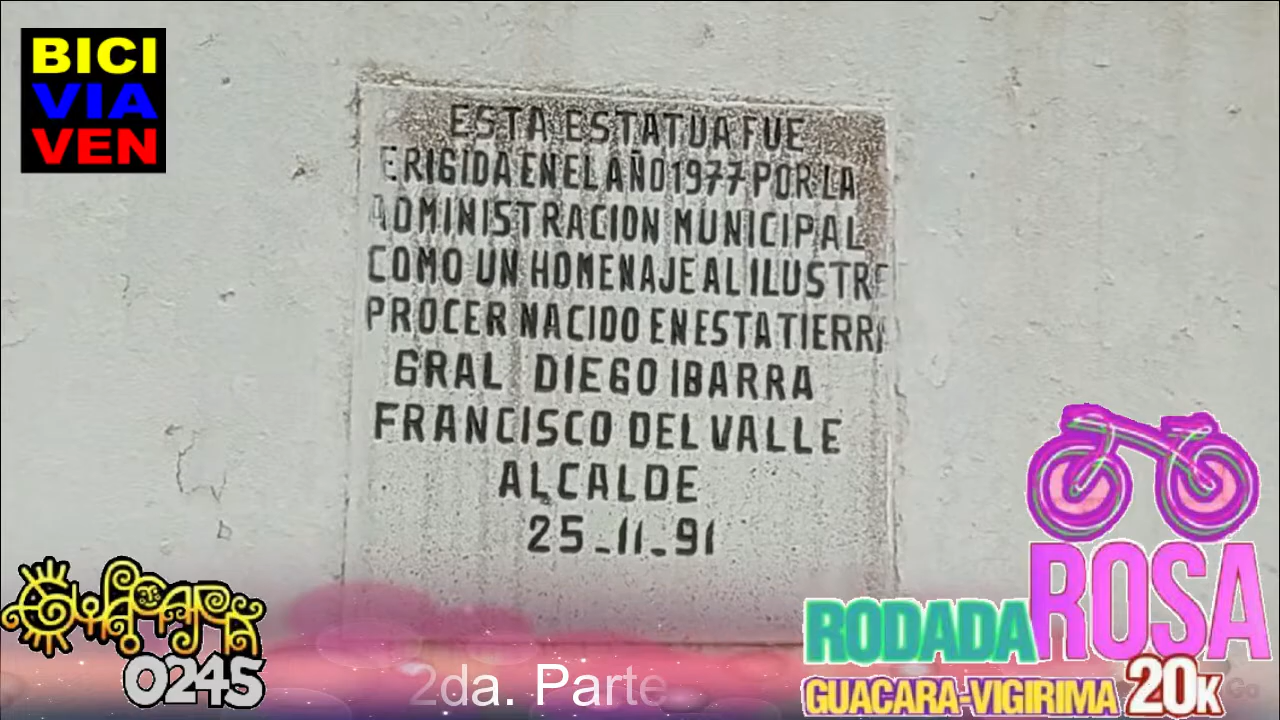 BICI
VIA
VEN
ESTA ESTATUA FUE
ERIGIDA EN EL AÑO 1977 POR LA
ADMINISTRACION MUNICIPAL
COMO UN HOMENAJE AL ILUSTRE
PROCER NACIDO EN ESTA TIERRA
GRAL DIEGO IBARRA
FRANCISCO DEL VALLE
ALCALDE
25-11-91
GUACARA
0245
2da. Parte
RODADA ROSA
GUACARA-VIGIRIMA 20K